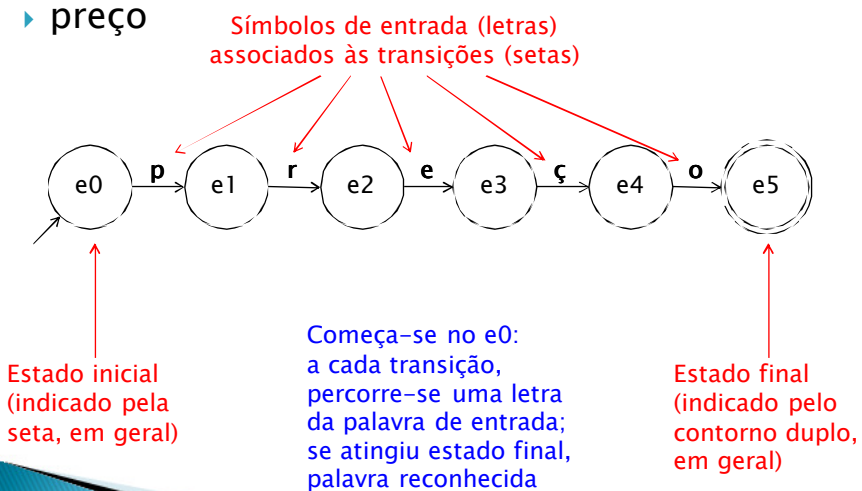 preço
Símbolos de entrada (letras)
associados às transições (setas)
p r e ç o
e0 e1 e2 e3 e4 e5
Estado inicial
(indicado pela
seta, em geral)
Começa-se no e0:
a cada transição,
percorre-se uma letra
da palavra de entrada;
se atingiu estado final,
palavra reconhecida
Estado final
(indicado pelo
contorno duplo,
em geral)